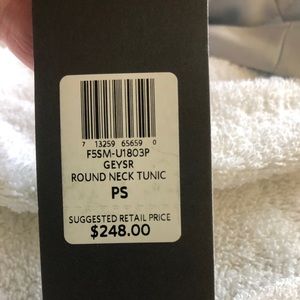 7 13259 65659 0
F5SM-U1803P
GEYSR
ROUND NECK TUNIC
PS
SUGGESTED RETAIL PRICE
$248.00